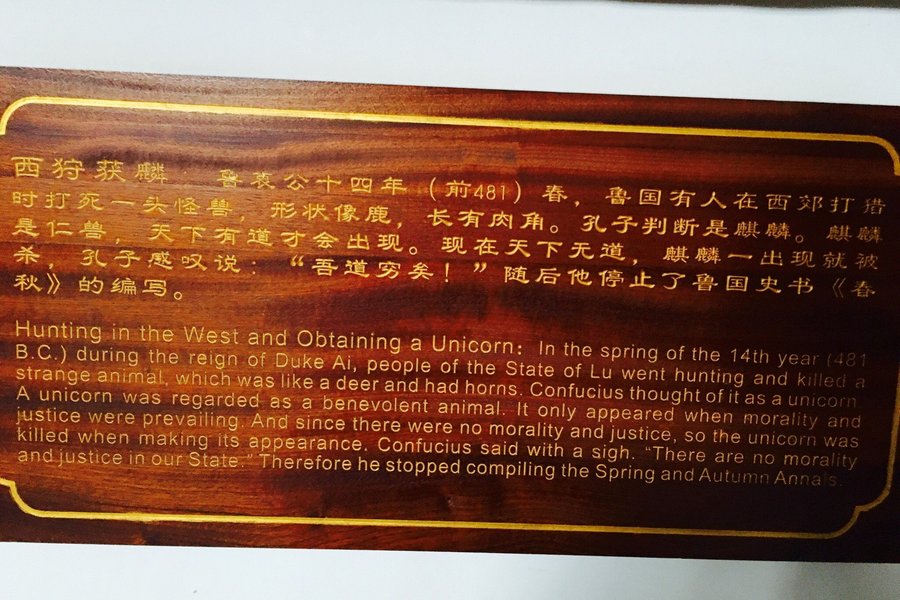 西狩获麟：鲁哀公十四年（前481）春，鲁国有人在西郊打猎
时打死一头怪兽，形状像鹿，长有肉角。孔子判断是麒麟。麒麟
是仁兽，天下有道才会出现。现在天下无道，麒麟一出现就被
杀，孔子感叹说：“吾道穷矣！”随后他停止了鲁国史书《春
秋》的编写。
Hunting in the West and Obtaining a Unicorn: In the spring of the 14th year (481
B.C.) during the reign of Duke Ai, people of the State of Lu went hunting and killed a
strange animal, which was like a deer and had horns. Confucius thought of it as a unicorn
A unicorn was regarded as a benevolent animal. It only appeared when morality and
justice were prevailing. And since there were no morality and justice, so the unicorn was
killed when making its appearance. Confucius said with a sigh. “There are no morality
and justice in our State.” Therefore he stopped compiling the Spring and Autumn Annals.